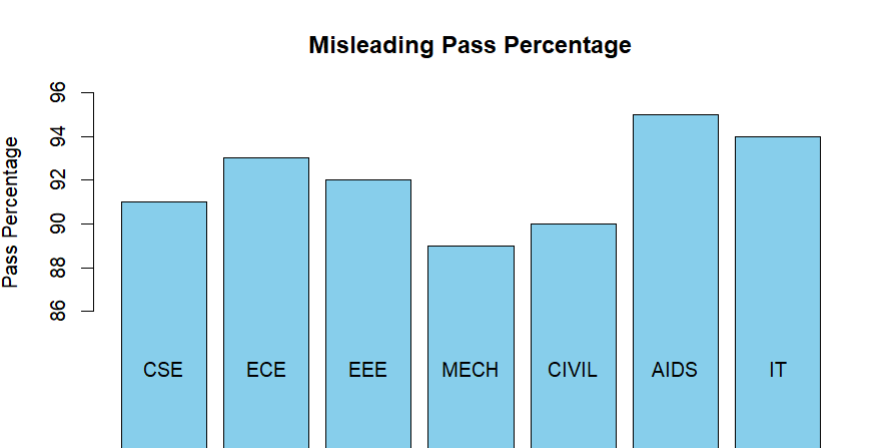 Misleading Pass Percentage
Pass Percentage
96
94
92
90
88
86
CSE ECE EEE MECH CIVIL AIDS IT